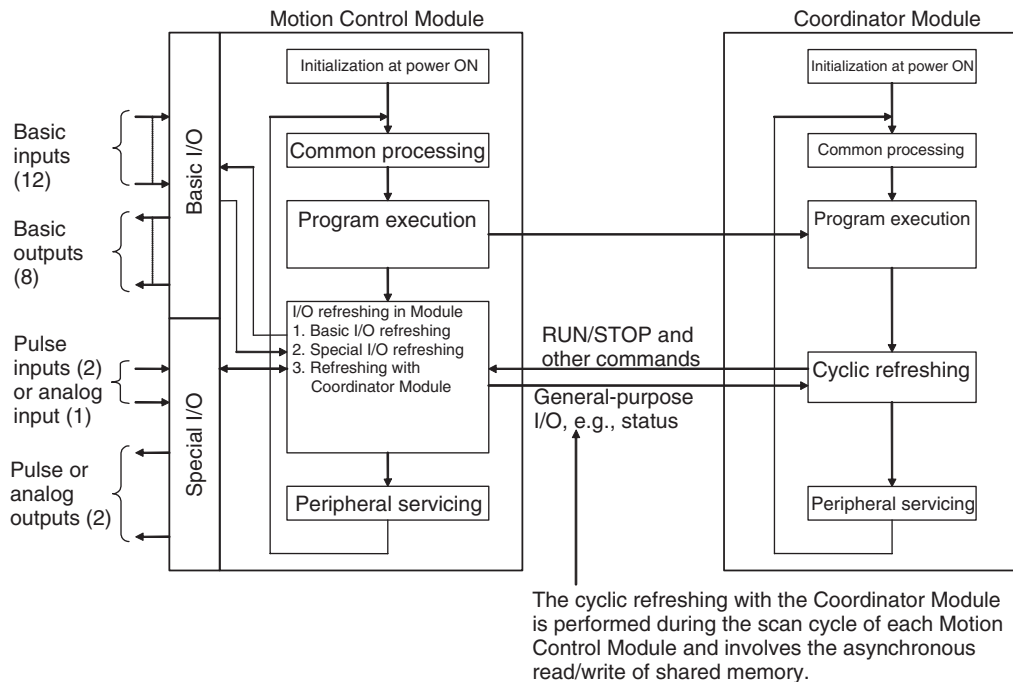 Motion Control Module
Coordinator Module
Basic I/O
Special I/O
Basic
inputs
(12)
Basic
outputs
(8)
Pulse
inputs (2)
or analog
input (1)
Pulse or
analog
outputs (2)
Initialization at power ON
Common processing
Program execution
I/O refreshing in Module
1. Basic I/O refreshing
2. Special I/O refreshing
3. Refreshing with
Coordinator Module
Peripheral servicing
RUN/STOP and
other commands
General-purpose
I/O, e.g., status
Initialization at power ON
Common processing
Program execution
Cyclic refreshing
Peripheral servicing
The cyclic refreshing with the Coordinator Module
is performed during the scan cycle of each Motion
Control Module and involves the asynchronous
read/write of shared memory.